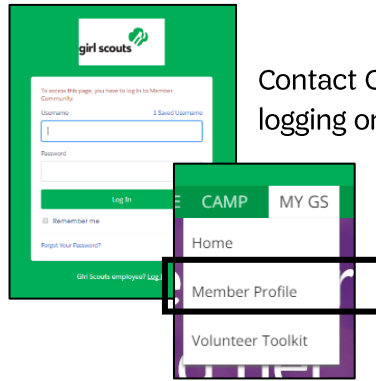 girl scouts
To access this page, you have to log in to Member
Community.
Username 1 Saved Username
Password
Log In
Remember me
Forgot Your Password?
Girl Scouts employee? Log
Contact
logging
CAMP MY GS
Home
Member Profile
Volunteer Toolkit